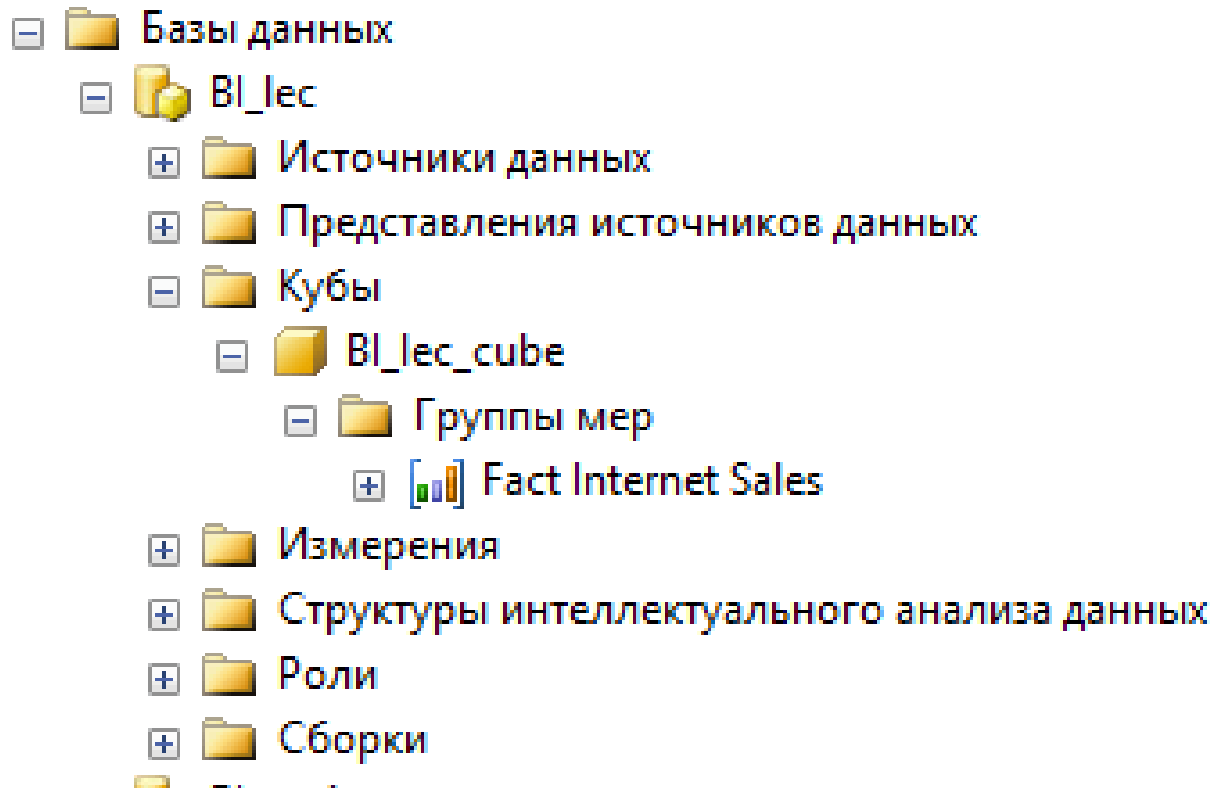 Базы данных
BI_lec
Источники данных
Представления источников данных
Кубы
BI_lec_cube
Группы мер
Fact Internet Sales
Измерения
Структуры интеллектуального анализа данных
Роли
Сборки